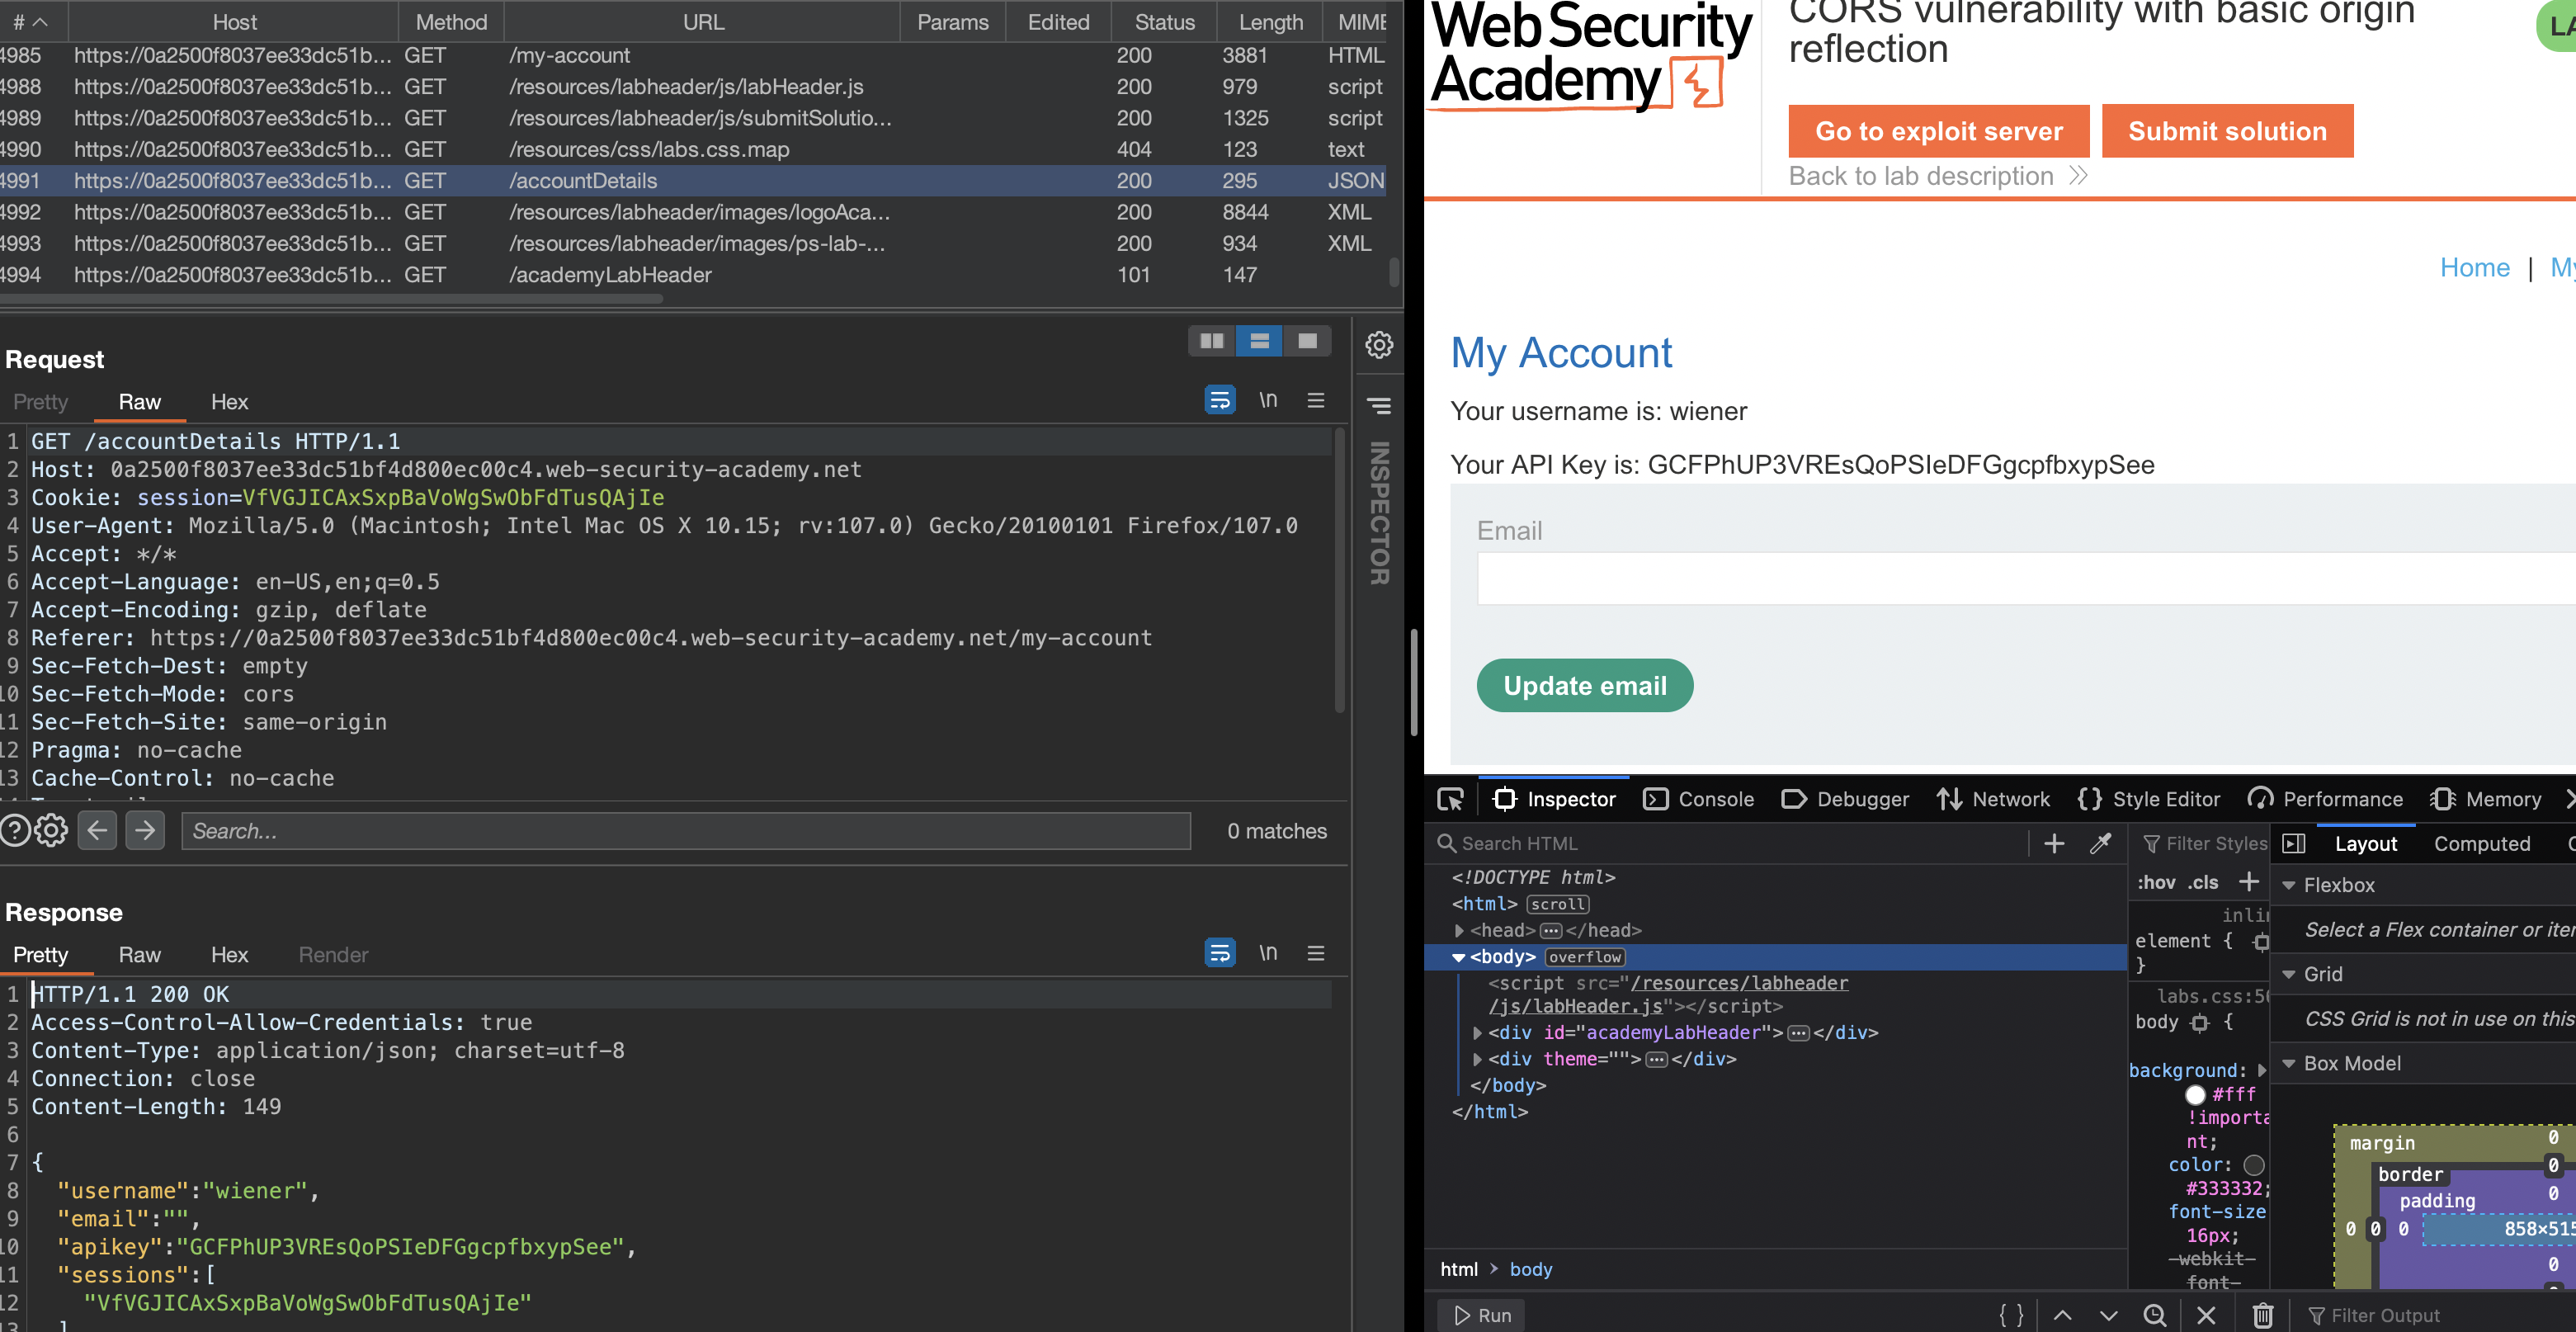 # Host Method URL Params Edited Status Length MIME
4985 https://0a2500f8037ee33dc51b... GET /my-account 200 3881 HTML
4988 https://0a2500f8037ee33dc51b... GET /resources/labheader/js/labHeader.js 200 979 script
4989 https://0a2500f8037ee33dc51b... GET /resources/labheader/js/submitSolutio... 200 1325 script
4990 https://0a2500f8037ee33dc51b... GET /resources/css/labs.css.map 404 123 text
4991 https://0a2500f8037ee33dc51b... GET /accountDetails 200 295 JSON
4992 https://0a2500f8037ee33dc51b... GET /resources/labheader/images/logoAca... 200 8844 XML
4993 https://0a2500f8037ee33dc51b... GET /resources/labheader/images/ps-lab-... 200 934 XML
4994 https://0a2500f8037ee33dc51b... GET /academyLabHeader 101 147
Request
Pretty Raw Hex \n
INSPECTOR
1 GET /accountDetails HTTP/1.1
2 Host: 0a2500f8037ee33dc51bf4d800ec00c4.web-security-academy.net
3 Cookie: session=VfVGJICAxSxpBaVoWgSwObFdTusQAjIe
4 User-Agent: Mozilla/5.0 (Macintosh; Intel Mac OS X 10.15; rv:107.0) Gecko/20100101 Firefox/107.0
5 Accept: */*
6 Accept-Language: en-US,en;q=0.5
7 Accept-Encoding: gzip, deflate
8 Referer: https://0a2500f8037ee33dc51bf4d800ec00c4.web-security-academy.net/my-account
9 Sec-Fetch-Dest: empty
10 Sec-Fetch-Mode: cors
11 Sec-Fetch-Site: same-origin
12 Pragma: no-cache
13 Cache-Control: no-cache
Search... 0 matches
Response
Pretty Raw Hex Render \n
1 HTTP/1.1 200 OK
2 Access-Control-Allow-Credentials: true
3 Content-Type: application/json; charset=utf-8
4 Connection: close
5 Content-Length: 149
6
7 {
8 "username":"wiener",
9 "email":"",
10 "apikey":"GCFPhUP3VREsQoPSIeDFGgcpfbxypSee",
11 "sessions":[
12 "VfVGJICAxSxpBaVoWgSwObFdTusQAjIe"
13 ]
Web Security
Academy
CORS vulnerability with basic origin
reflection
LA
Go to exploit server Submit solution
Back to lab description
Home | My
My Account
Your username is: wiener
Your API Key is: GCFPhUP3VREsQoPSIeDFGgcpfbxypSee
Email
Update email
Inspector Console Debugger Network Style Editor Performance Memory
Search HTML
<!DOCTYPE html>
<html> scroll
<head> ... </head>
<body> overflow
<script src="/resources/labheader
/js/labHeader.js"></script>
<div id="academyLabHeader"> ... </div>
<div theme=""> ... </div>
</body>
</html>
html > body
Filter Styles
:hov .cls +
inlin
element {
}
labs.css:50
body {
background:
#fff
!importa
nt;
color:
#333332;
font-size
16px;
-webkit-
font-
Layout Computed
Flexbox
Select a Flex container or iter
Grid
CSS Grid is not in use on this
Box Model
margin 0
border 0
padding 0
0 0 0 858×515
0
Run { } Filter Output